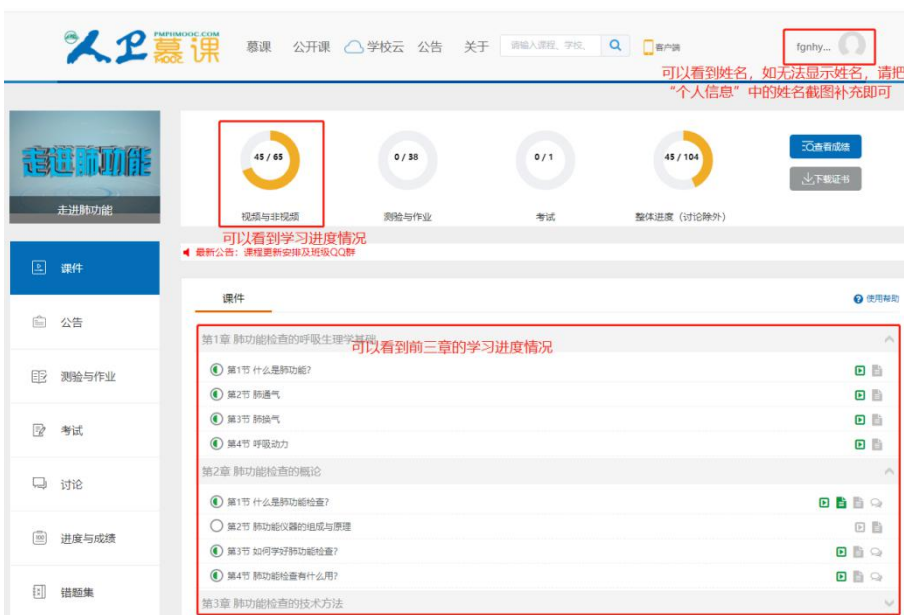 人卫慕课
PMPHMOOC.COM
慕课 公开课 学校云 公告 关于 请输入课程、学校、 客户端 fgnhy...
可以看到姓名，如无法显示姓名，请把
“个人信息”中的姓名截图补充即可
走进肺功能
走进肺功能
45 / 65
0 / 38
0 / 1
45 / 104
查看成绩
下载证书
视频与非视频 测验与作业 考试 整体进度（讨论除外）
可以看到学习进度情况
最新公告：课程更新安排及班级QQ群
课件
公告
测验与作业
考试
讨论
进度与成绩
错题集
课件 使用帮助
第1章 肺功能检查的呼吸生理学基础
可以看到前三章的学习进度情况
第1节 什么是肺功能?
第2节 肺通气
第3节 肺换气
第4节 呼吸动力
第2章 肺功能检查的概论
第1节 什么是肺功能检查?
第2节 肺功能仪器的组成与原理
第3节 如何学好肺功能检查?
第4节 肺功能检查有什么用?
第3章 肺功能检查的技术方法